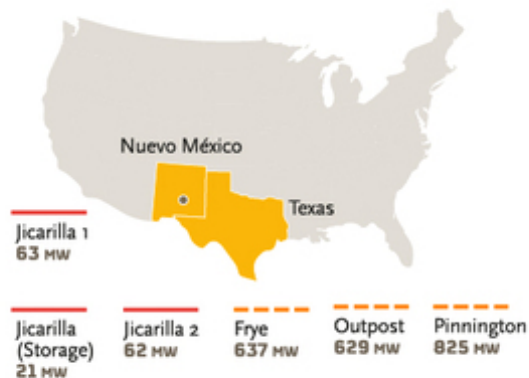 Nuevo México
Texas
Jicarilla 1
63 MW
Jicarilla
(Storage)
21 MW
Jicarilla 2
62 MW
Frye
637 MW
Outpost
629 MW
Pinnington
825 MW